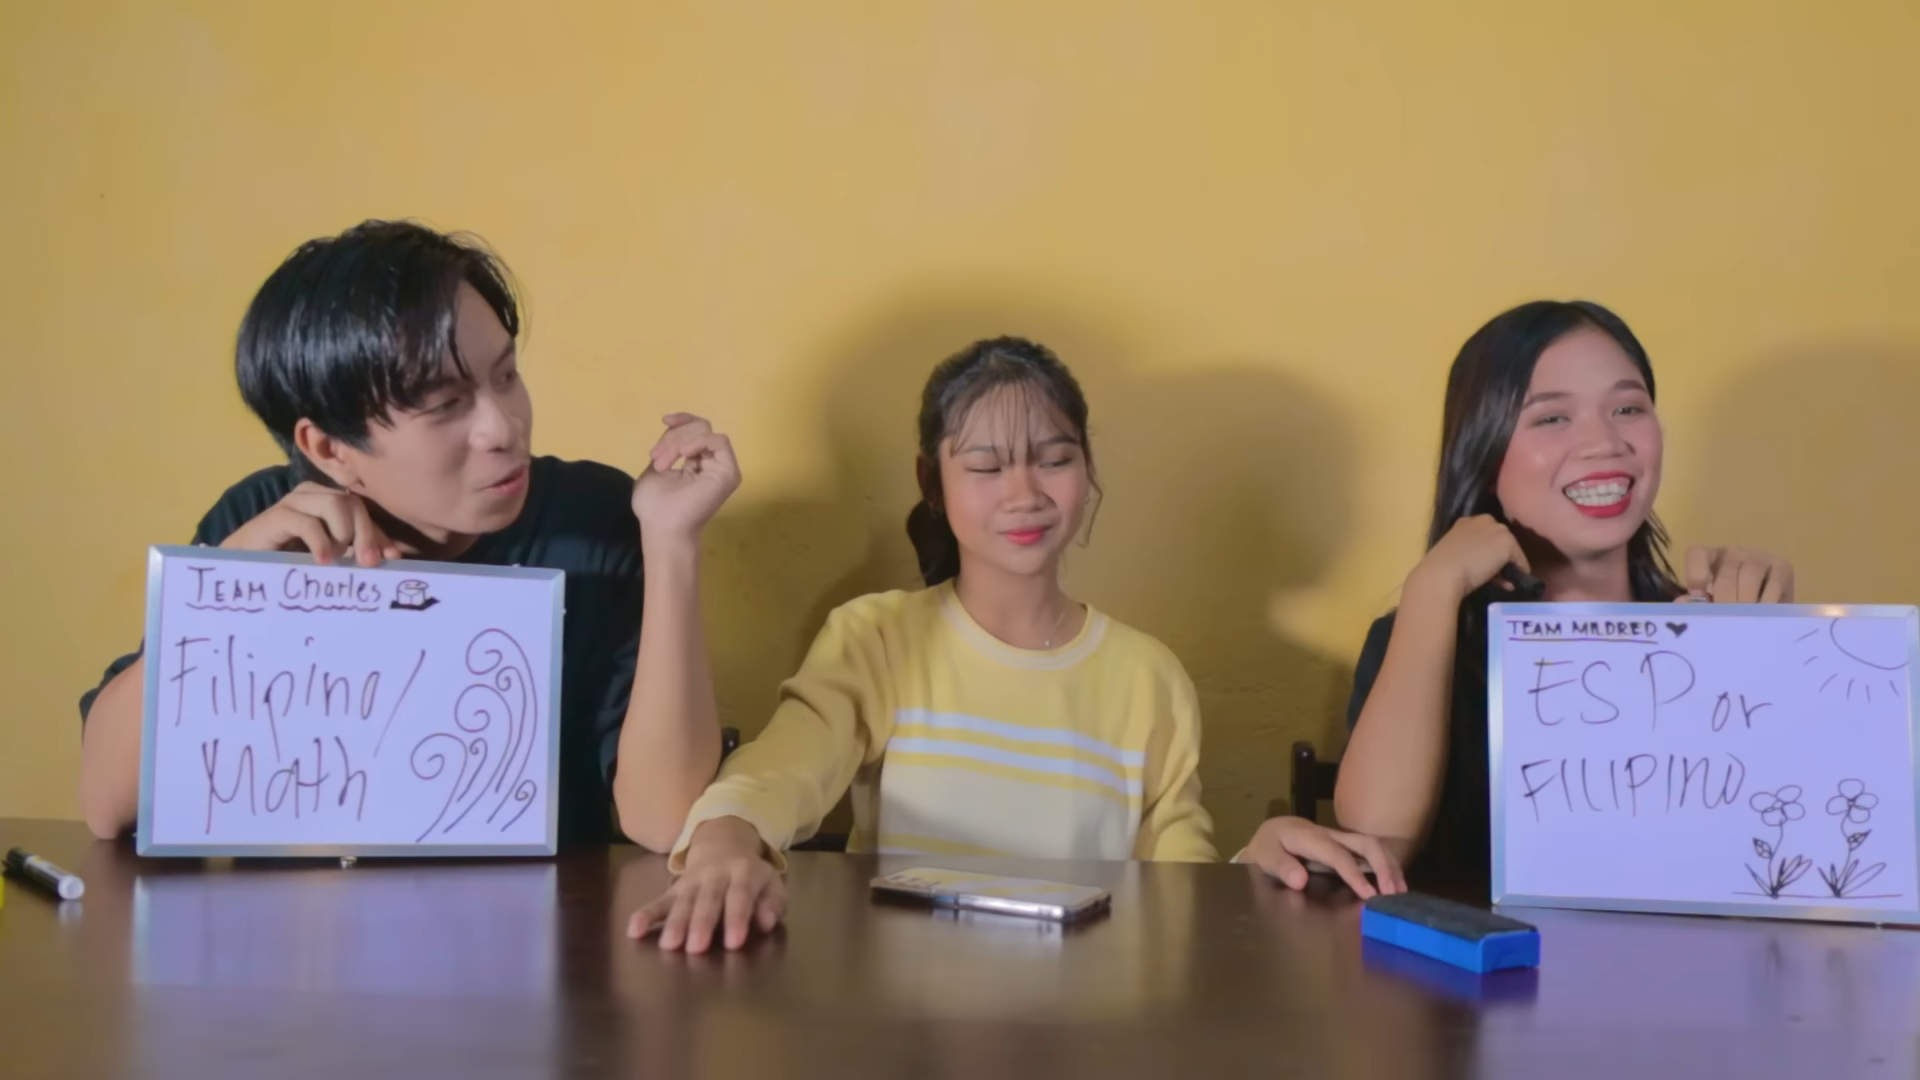 TEAM Charles
Filipino/
Math
TEAM MILDRED
ESP or
FILIPINO